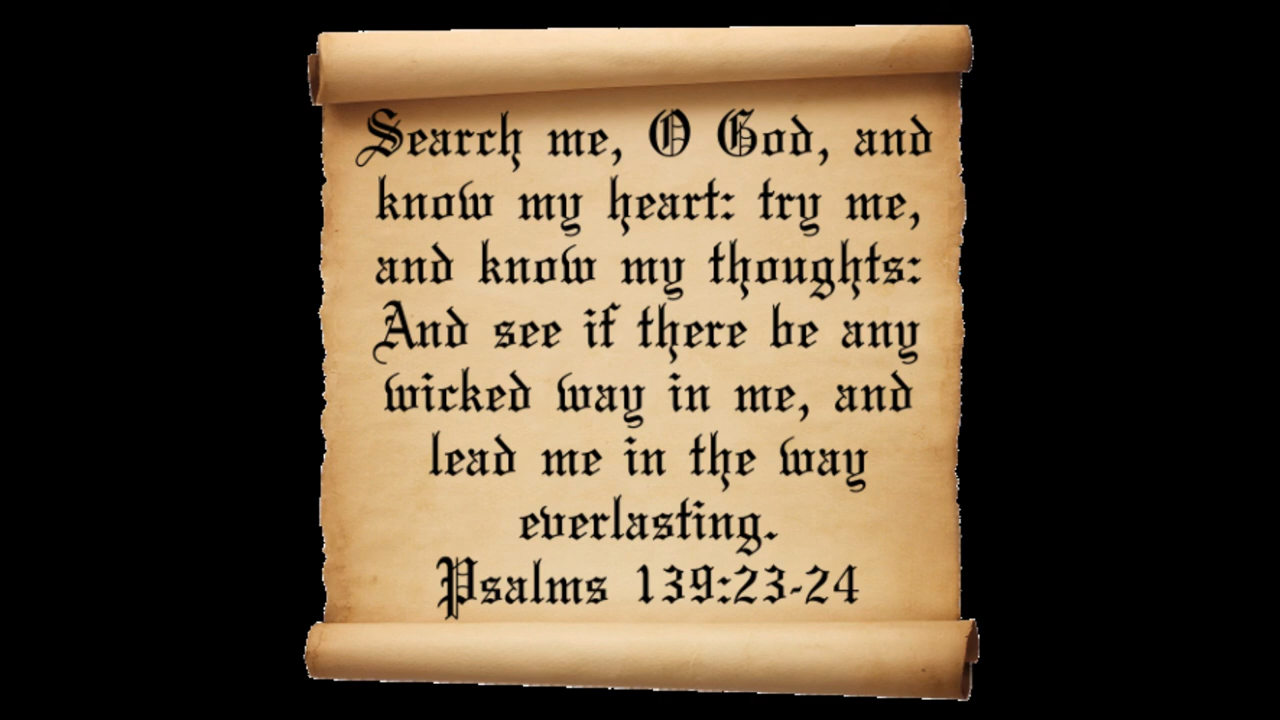 Search me, O God, and
know my heart: try me,
and know my thoughts:
And see if there be any
wicked way in me, and
lead me in the way
everlasting.
Psalms 139:23-24